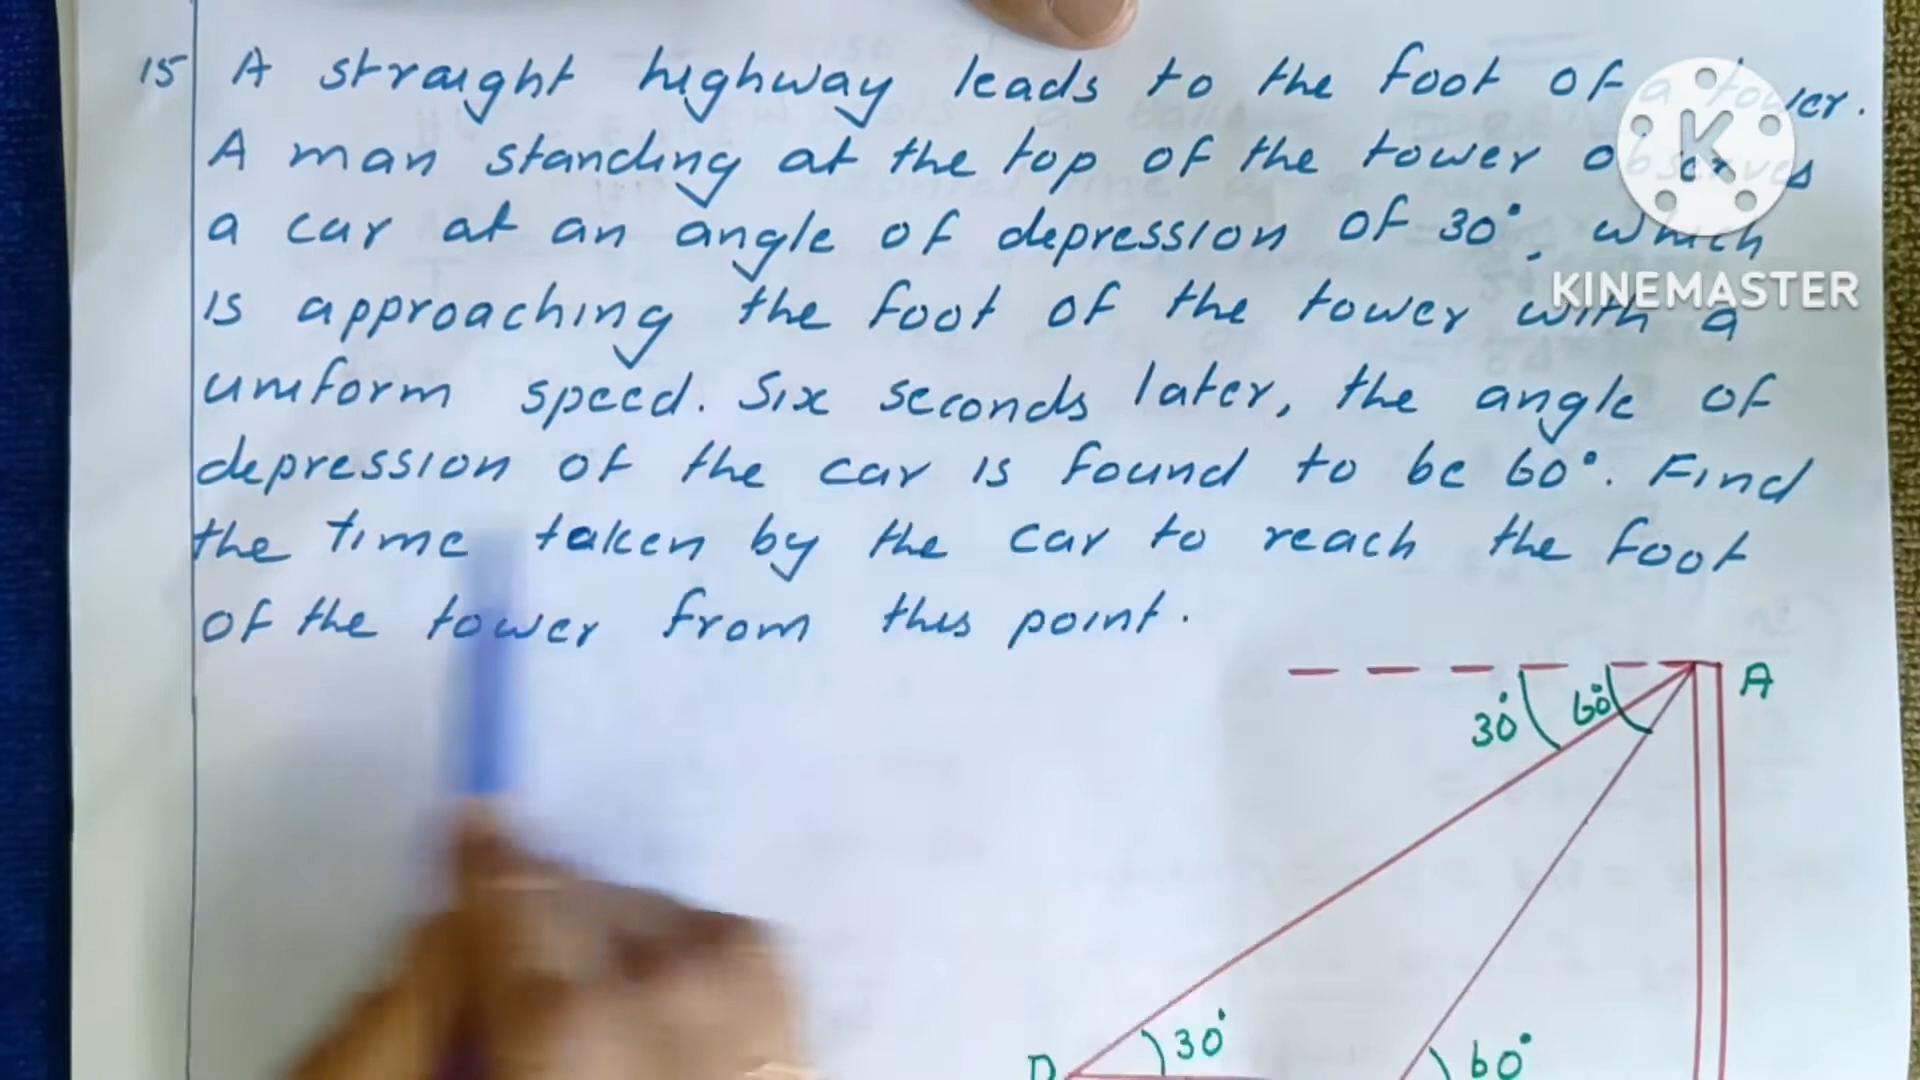 15 A straight highway leads to the foot of a tower.
A man standing at the top of the tower observes
a car at an angle of depression of 30°, which
is approaching the foot of the tower with a
uniform speed. Six seconds later, the angle of
depression of the car is found to be 60°. Find
the time taken by the car to reach the foot
of the tower from this point.
K
KINEMASTER
A
30° 60°
D 30° 60°